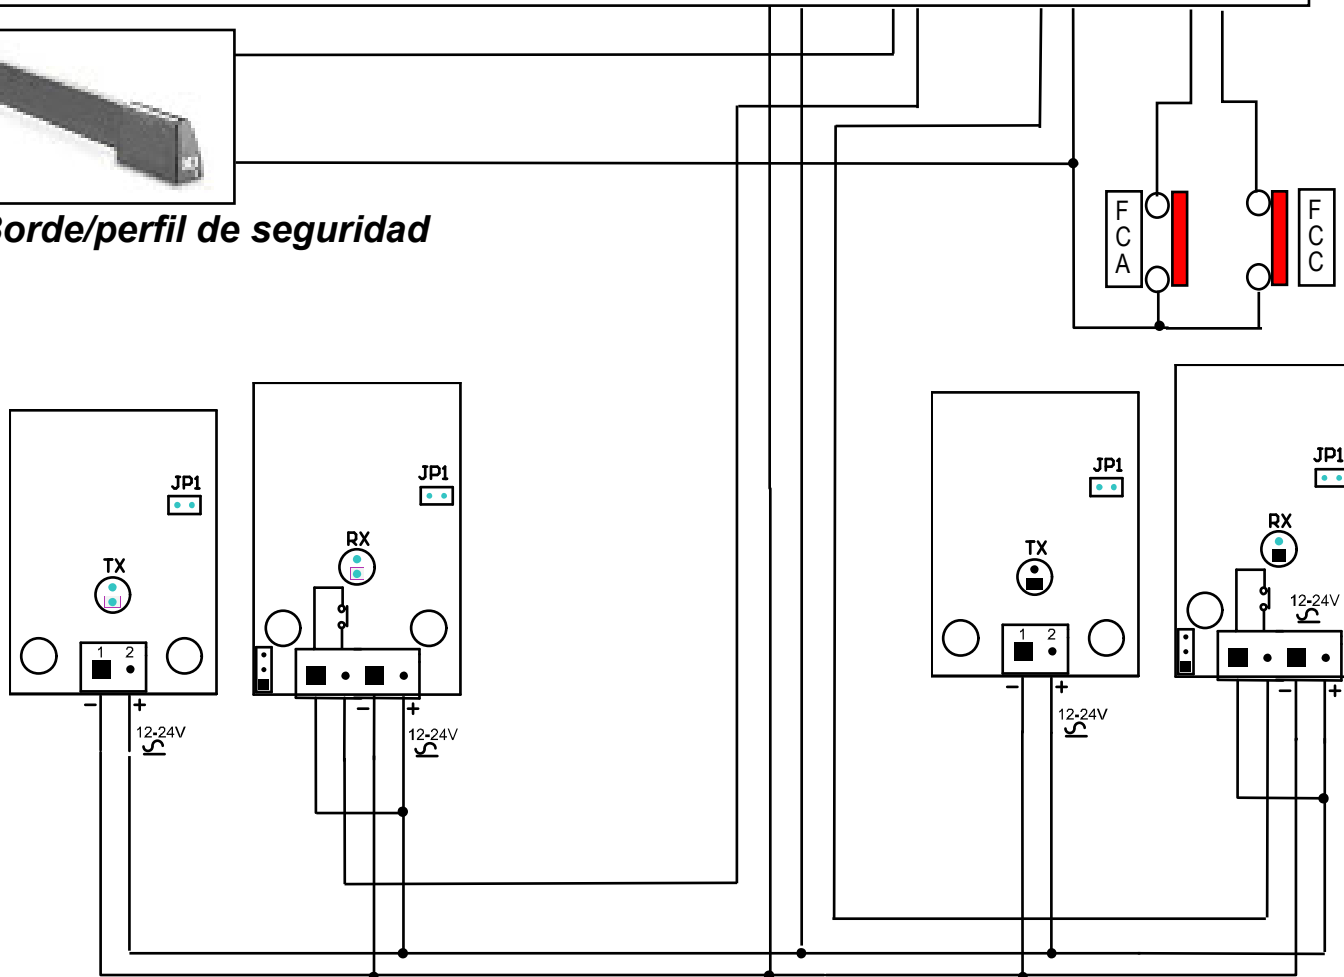 orde/perfil de seguridad
F
C
A
F
C
C
JP1
TX
1 2
- +
12-24V
JP1
RX
- +
12-24V
JP1
TX
1 2
- +
12-24V
JP1
RX
12-24V
- +